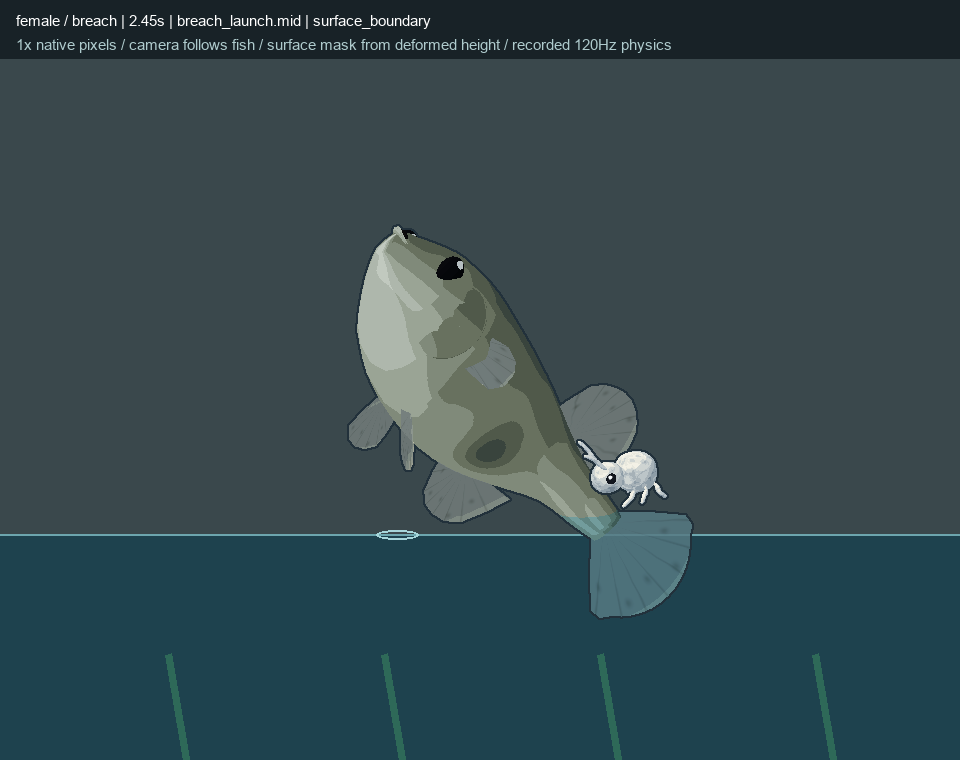 female / breach | 2.45s | breach_launch.mid | surface_boundary
1x native pixels / camera follows fish / surface mask from deformed height / recorded 120Hz physics